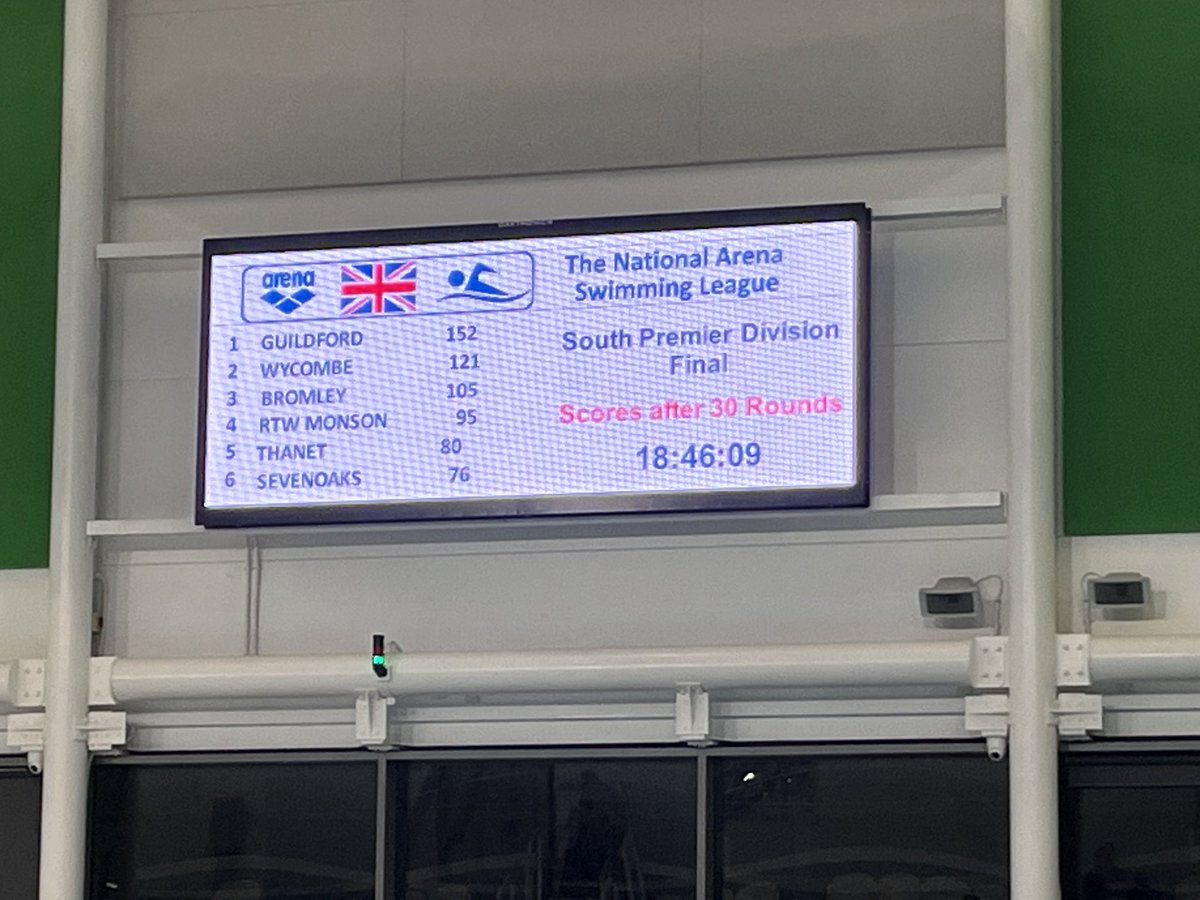 arena
The National Arena
Swimming League
1 GUILDFORD 152
2 WYCOMBE 121
3 BROMLEY 105
4 RTW MONSON 95
5 THANET 80
6 SEVENOAKS 76
South Premier Division
Final
Scores after 30 Rounds
18:46:09